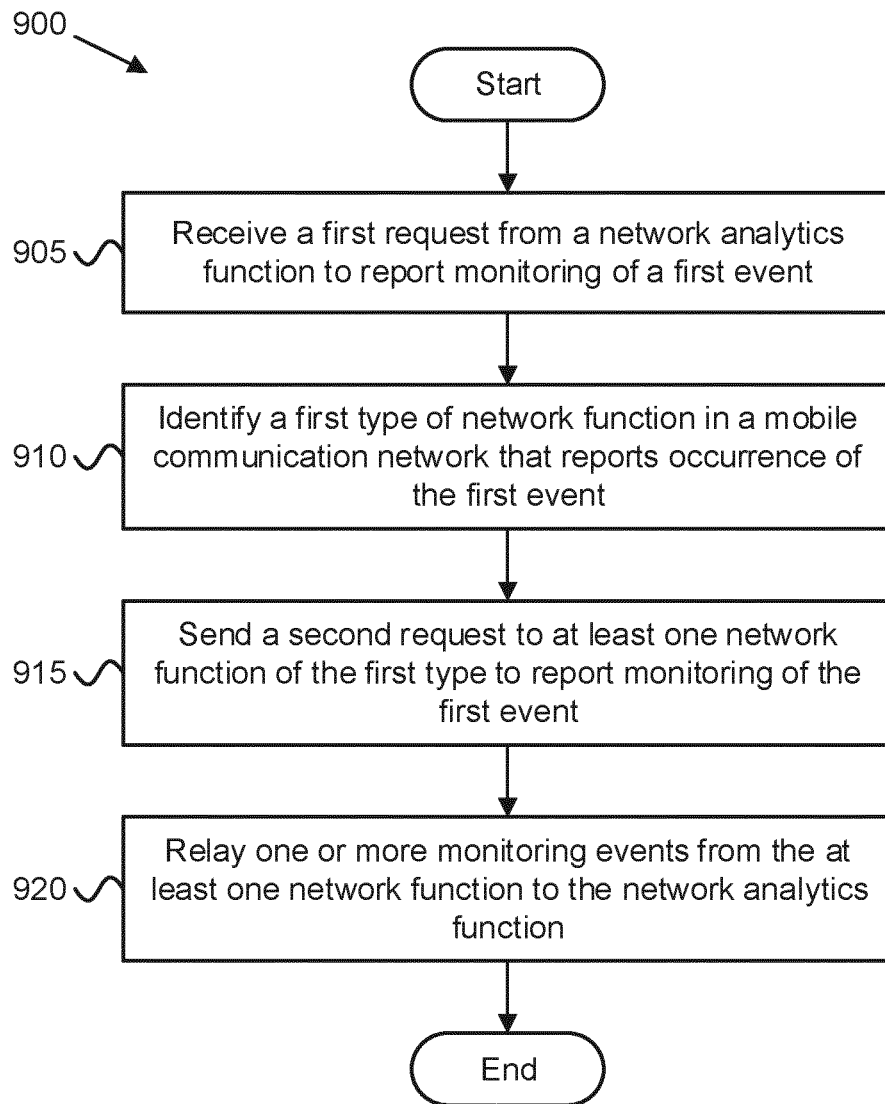 900
Start
905
Receive a first request from a network analytics
function to report monitoring of a first event
910
Identify a first type of network function in a mobile
communication network that reports occurrence of
the first event
915
Send a second request to at least one network
function of the first type to report monitoring of the
first event
920
Relay one or more monitoring events from the at
least one network function to the network analytics
function
End